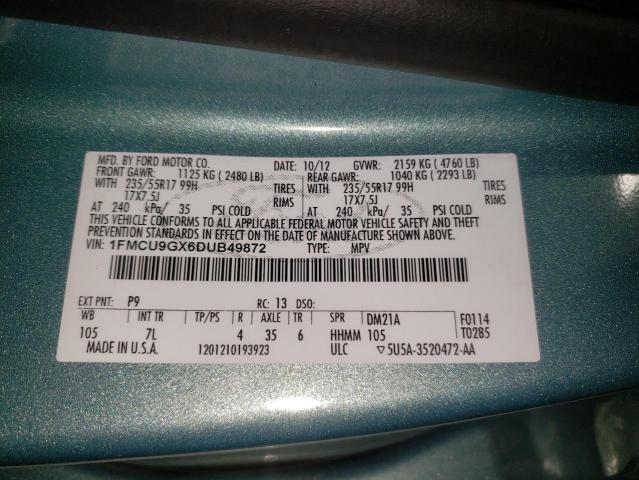 MFD. BY FORD MOTOR CO.
DATE: 10/12 GVWR: 2159 KG ( 4760 LB)
FRONT GAWR: 1125 KG ( 2480 LB) REAR GAWR: 1040 KG ( 2293 LB)
WITH 235/55R17 99H TIRES WITH 235/55R17 99H TIRES
17X7.5J RIMS 17X7.5J RIMS
AT 240 kPa/ 35 PSI COLD AT 240 kPa/ 35 PSI COLD
THIS VEHICLE CONFORMS TO ALL APPLICABLE FEDERAL MOTOR VEHICLE SAFETY AND THEFT
PREVENTION STANDARDS IN EFFECT ON THE DATE OF MANUFACTURE SHOWN ABOVE.
VIN: 1FMCU9GX6DUB49872 TYPE: MPV
EXT PNT: P9 RC: 13 DSO:
WB INT TR TP/PS R AXLE TR SPR DM21A F0114
105 7L 4 35 6 HHMM 105 T0285
MADE IN U.S.A. 1201210193923 ULC ▽5U5A-3520472-AA